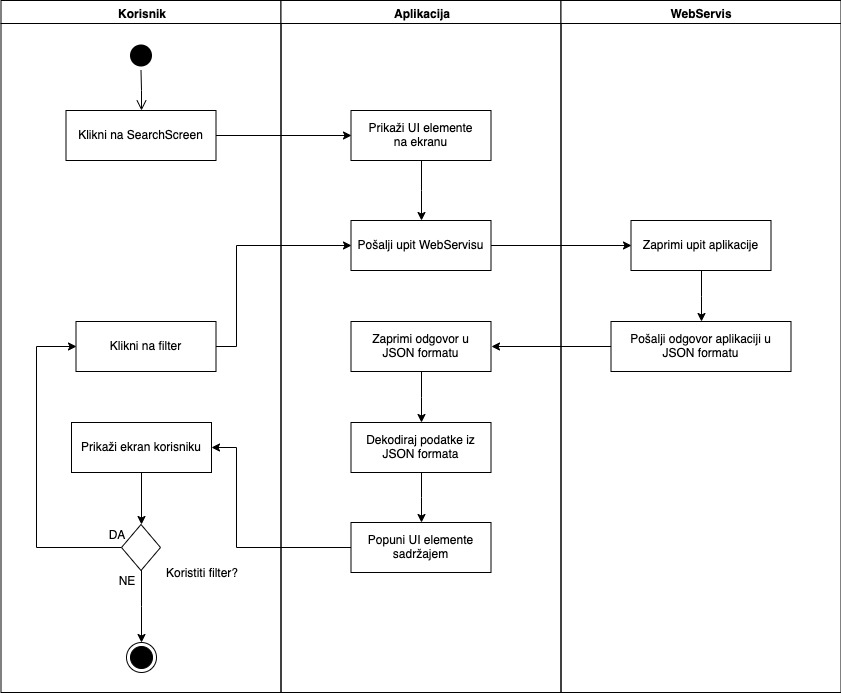 Korisnik
Aplikacija
WebServis
Klikni na SearchScreen
Prikaži UI elemente
na ekranu
Pošalji upit WebServisu
Zaprimi upit aplikacije
Klikni na filter
Zaprimi odgovor u
JSON formatu
Pošalji odgovor aplikaciji u
JSON formatu
Prikaži ekran korisniku
Dekodiraj podatke iz
JSON formata
DA
Popuni UI elemente
sadržajem
Koristiti filter?
NE